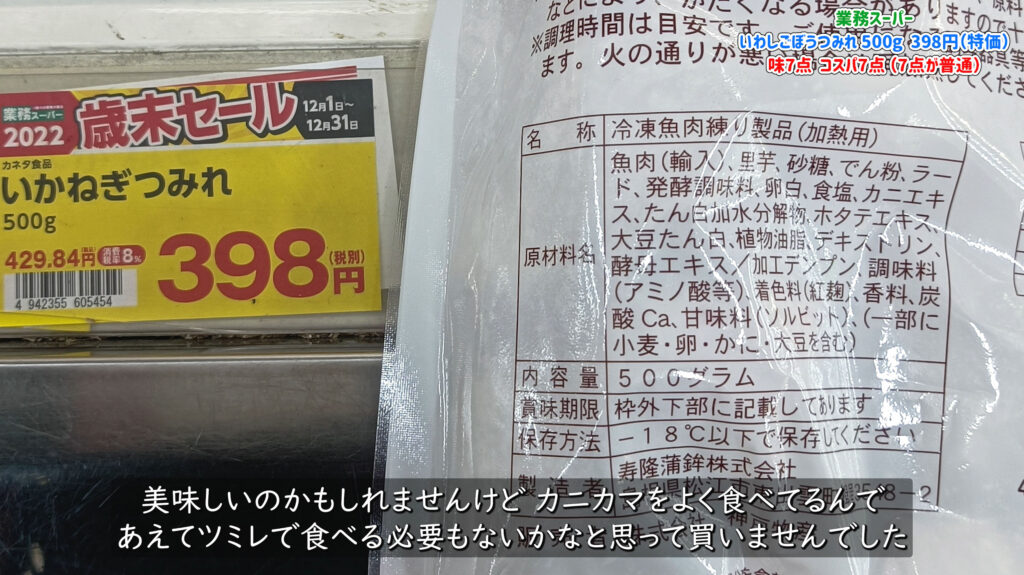 業務スーパー
いわしごぼうつみれ 500g 398円(特価)
味7点 コスパ7点 (7点が普通)
業務スーパー
2022
歳末セール
12月1日～
12月31日
カネタ食品
いかねぎつみれ
500g
429.84円(税込) 消費税率8%
398円(税別)
4 942355 605454
※調理時間は目安です。
ます。火の通りが悪い
名称 冷凍魚肉練り製品(加熱用)
原材料名
魚肉(輸入)、里芋、砂糖、でん粉、ラー
ド、発酵調味料、卵白、食塩、カニエキ
ス、たん白加水分解物、ホタテエキス、
大豆たん白、植物油脂、デキストリン、
酵母エキス/加工デンプン、調味料
(アミノ酸等)、着色料(紅麹)、香料、炭
酸Ca、甘味料(ソルビット)、(一部に
小麦・卵・かに・大豆を含む)
内容量 500グラム
賞味期限 枠外下部に記載しております
保存方法 −18℃以下で保存してください
製造者 寿隆蒲鉾株式会社
美味しいのかもしれませんけど カニカマをよく食べてるんで
あえてツミレで食べる必要もないかなと思って買いませんでした